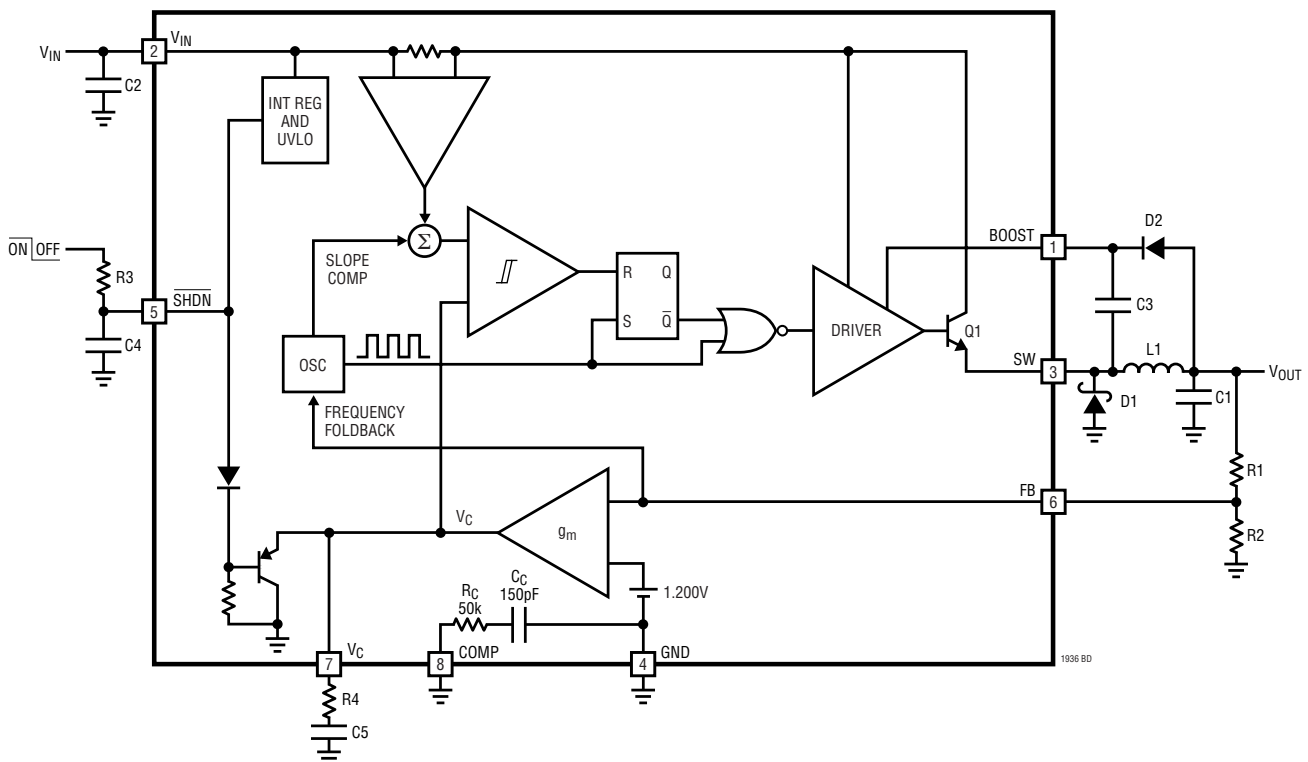 VIN
2
VIN
C2
INT REG
AND
UVLO
ON OFF
R3
5
SHDN
C4
SLOPE
COMP
Σ
R
Q
S
Q
OSC
FREQUENCY
FOLDBACK
DRIVER
Q1
BOOST
1
D2
C3
SW
3
L1
VOUT
D1
C1
R1
FB
6
R2
VC
gm
1.200V
RC
50k
CC
150pF
VC
7
8
COMP
4
GND
R4
C5
1936 BD